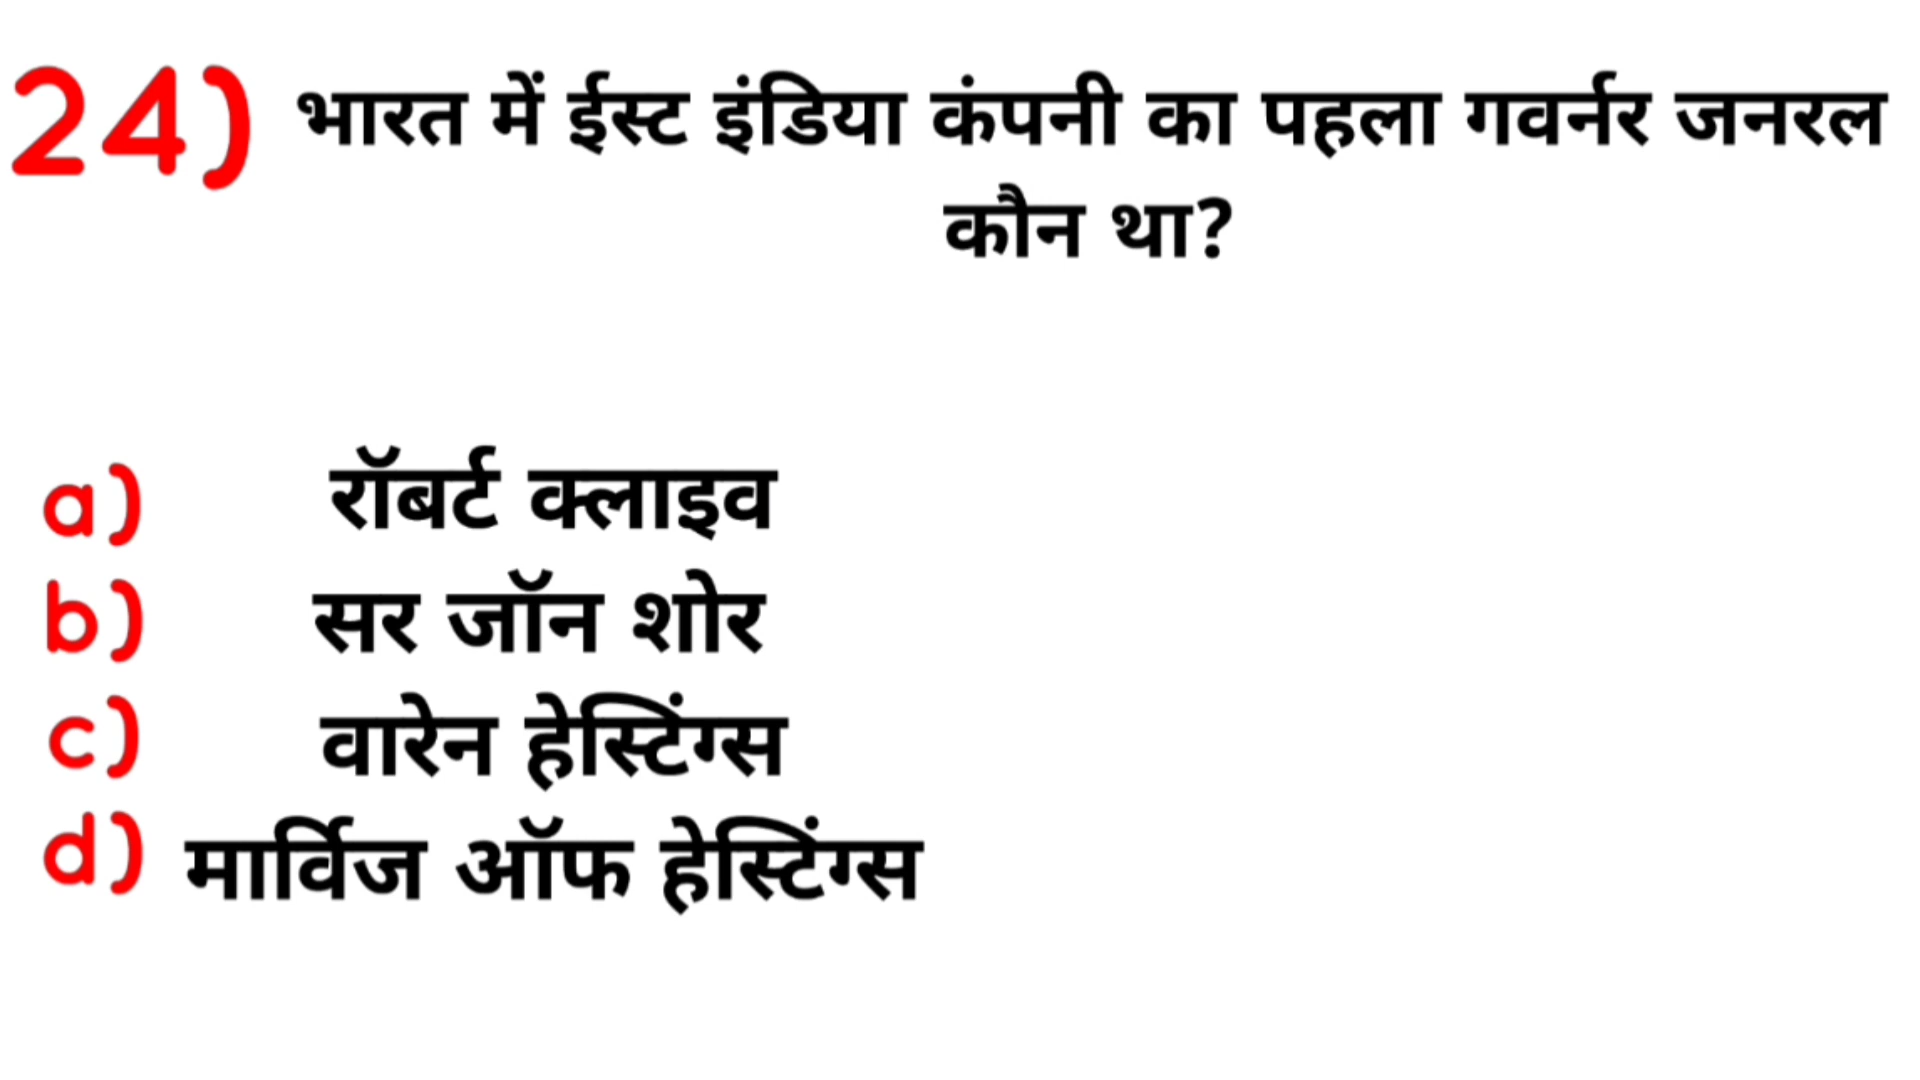 24) भारत में ईस्ट इंडिया कंपनी का पहला गवर्नर जनरल
कौन था?
a) रॉबर्ट क्लाइव
b) सर जॉन शोर
c) वारेन हेस्टिंग्स
d) मार्विज ऑफ हेस्टिंग्स